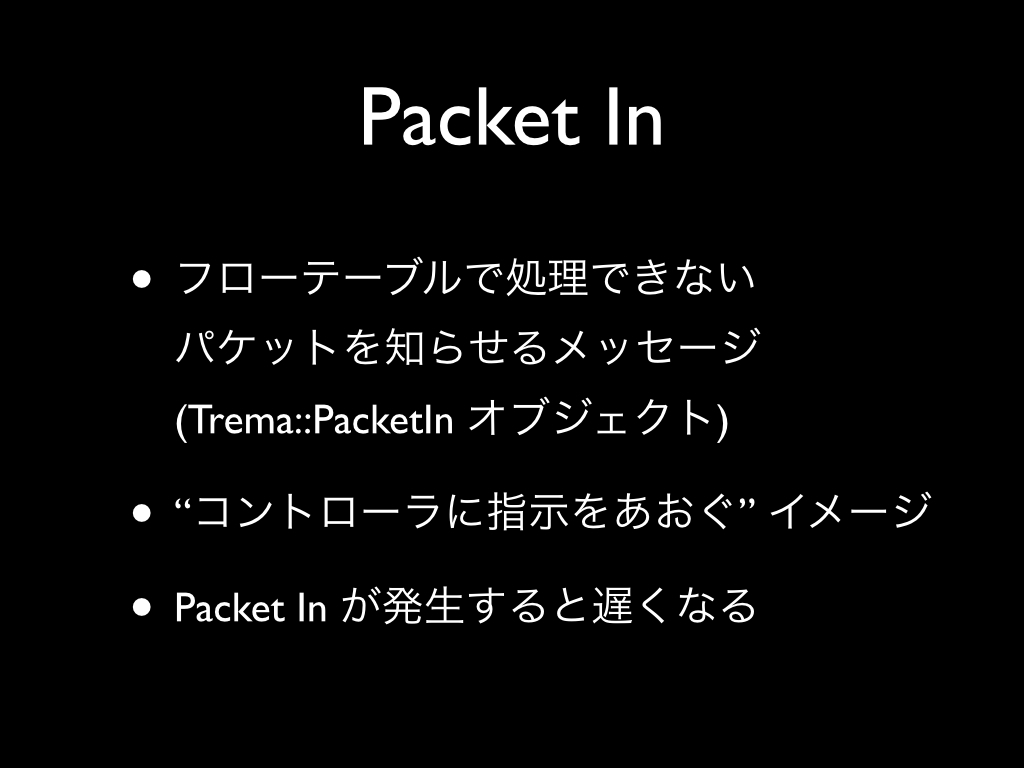 Packet In
• フローテーブルで処理できない
パケットを知らせるメッセージ
(Trema::PacketIn オブジェクト)
• “コントローラに指示をあおぐ” イメージ
• Packet In が発生すると遅くなる